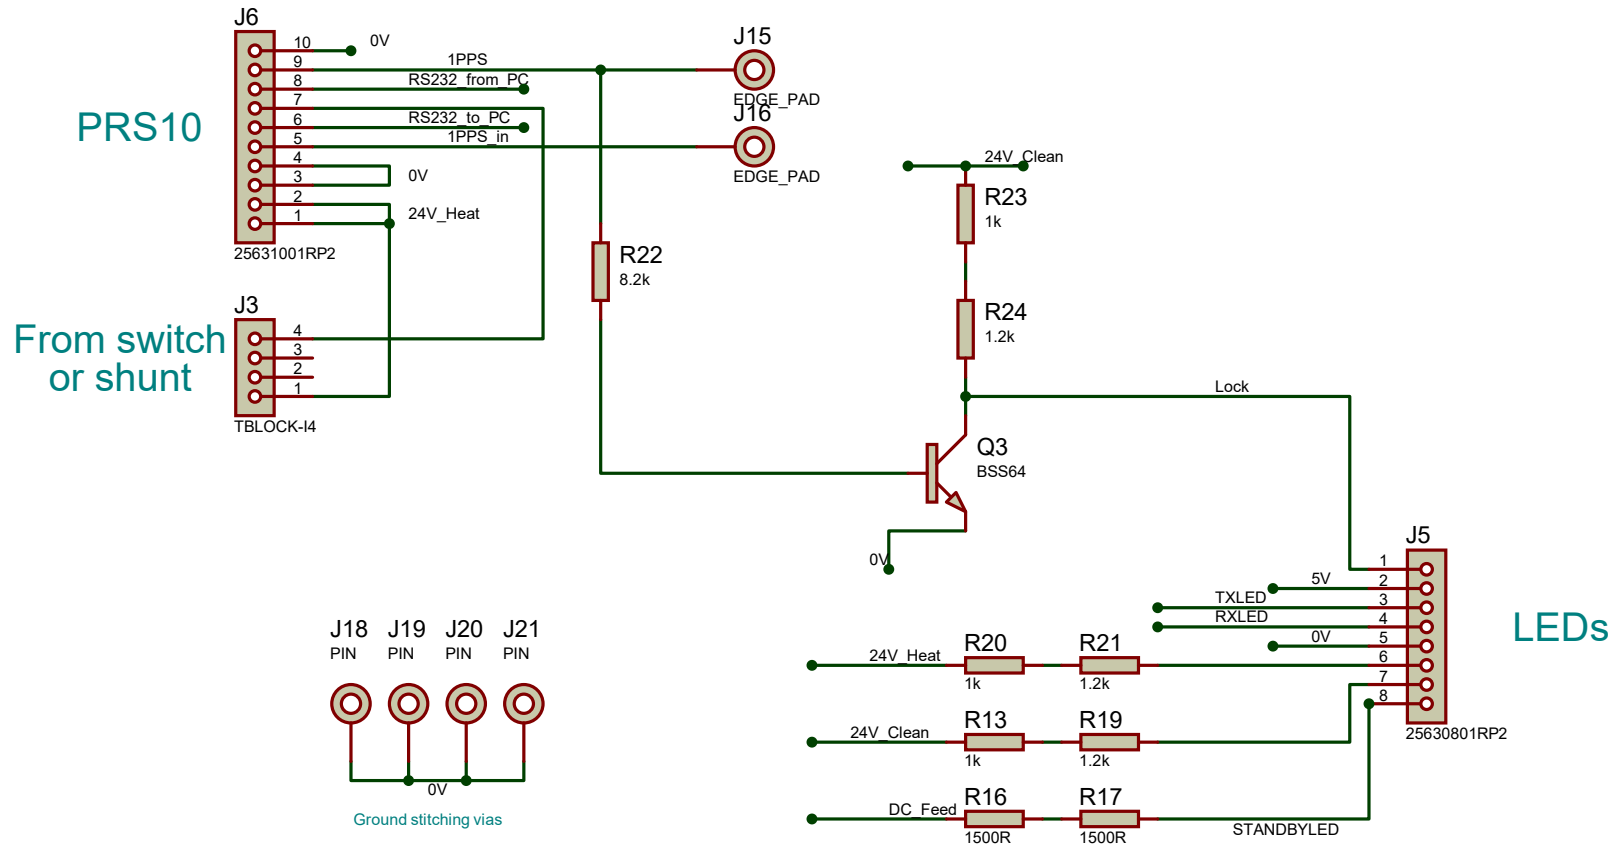 J6
10
0V
9
1PPS
8
RS232_from_PC
7
6
RS232_to_PC
5
1PPS_in
4
3
0V
2
1
24V_Heat
25631001RP2
PRS10
J15
EDGE_PAD
J16
EDGE_PAD
24V_Clean
R23
1k
R22
8.2k
R24
1.2k
J3
4
3
2
1
TBLOCK-I4
From switch
or shunt
Lock
Q3
BSS64
0V
J5
1
5V
2
TXLED
3
RXLED
4
0V
5
6
7
8
25630801RP2
LEDs
24V_Heat
R20
1k
R21
1.2k
24V_Clean
R13
1k
R19
1.2k
DC_Feed
R16
1500R
R17
1500R
STANDBYLED
J18
PIN
J19
PIN
J20
PIN
J21
PIN
0V
Ground stitching vias